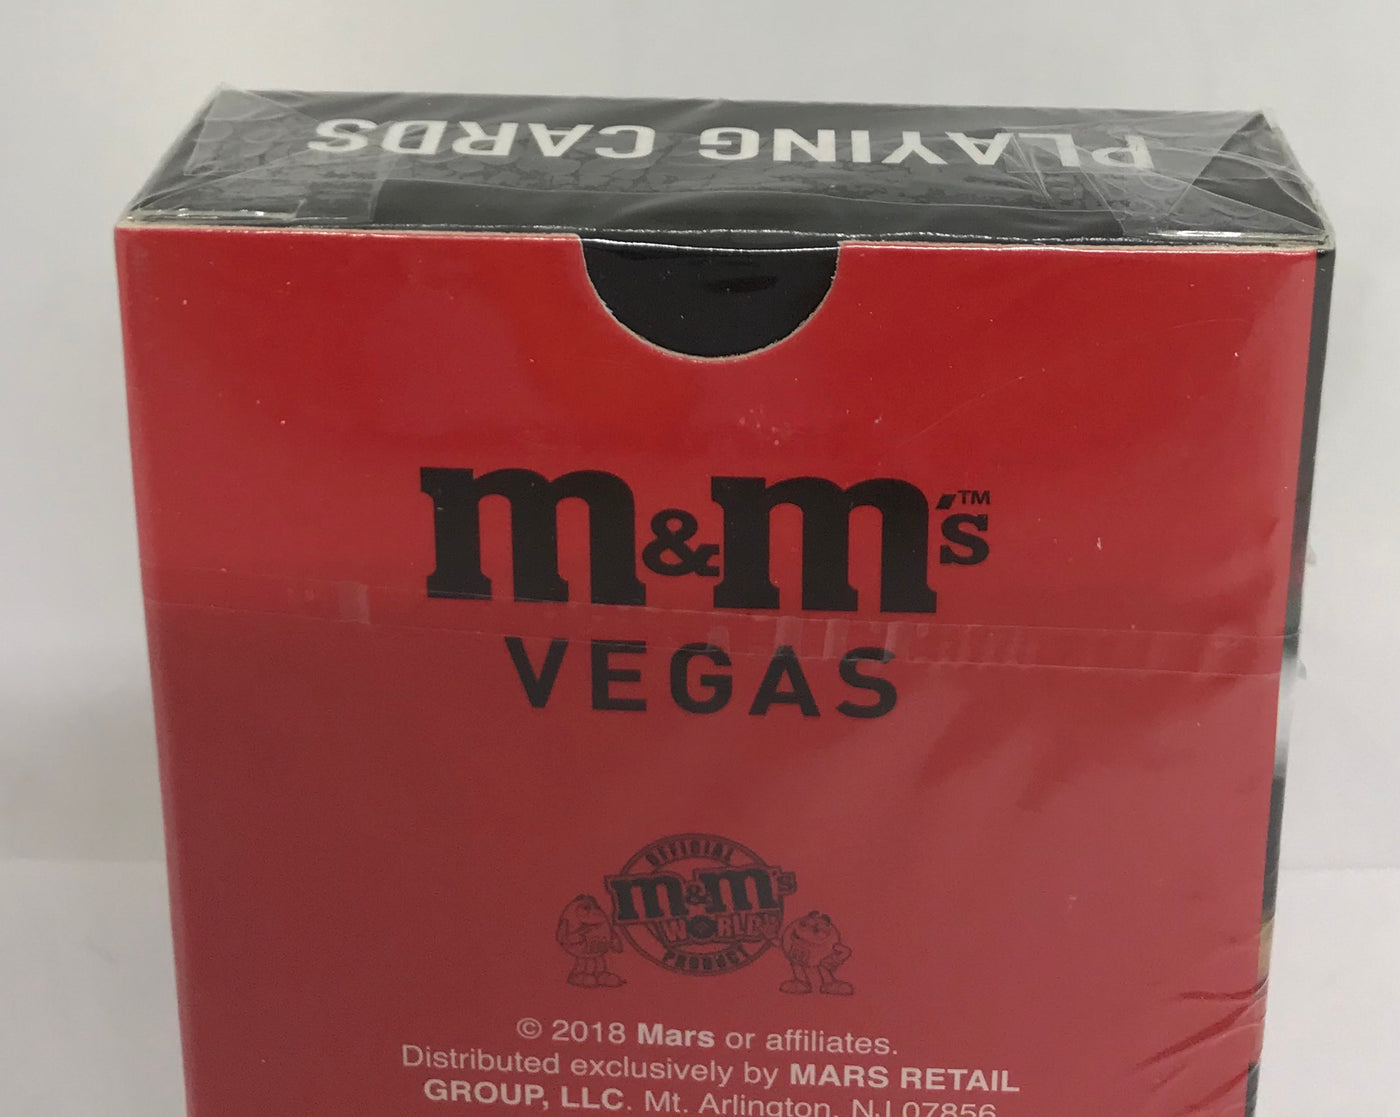 PLAYING CARDS
m&m's™
VEGAS
OFFICIAL
m&m's
WORLD
PRODUCT
© 2018 Mars or affiliates.
Distributed exclusively by MARS RETAIL
GROUP, LLC. Mt. Arlington, NJ 07856